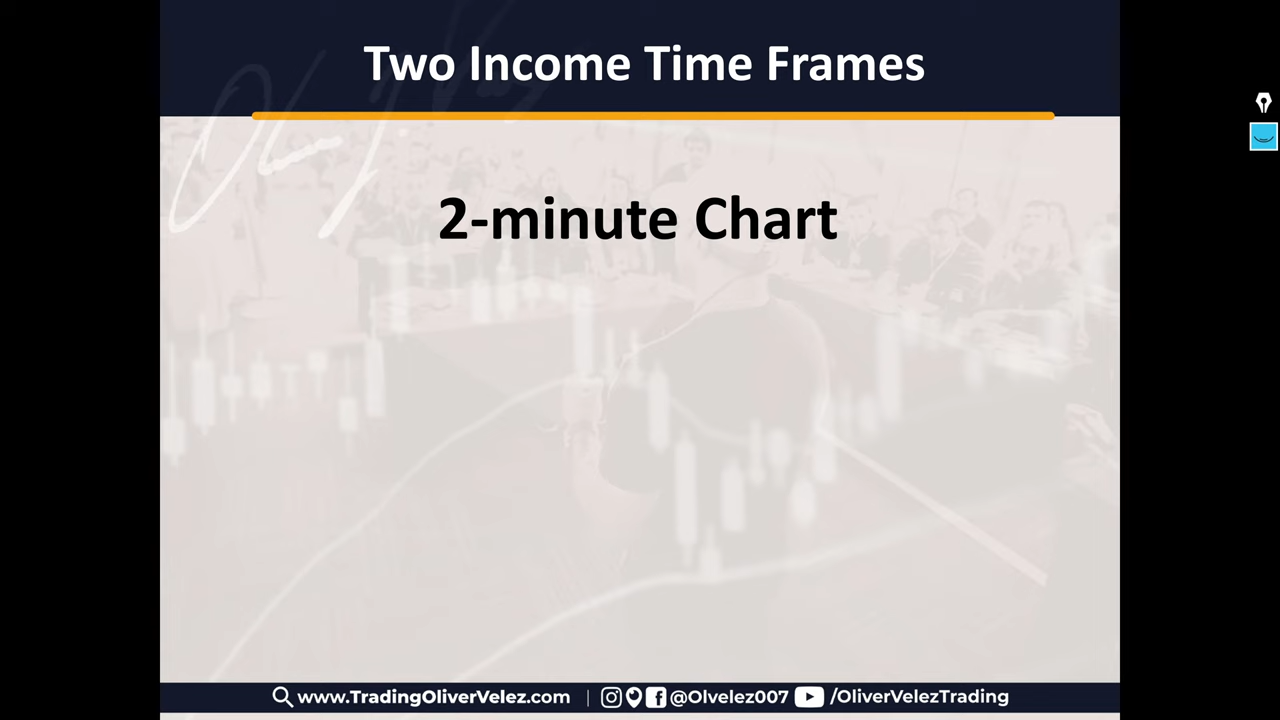 Two Income Time Frames
2-minute Chart
www.TradingOliverVelez.com | @Olvelez007 /OliverVelezTrading